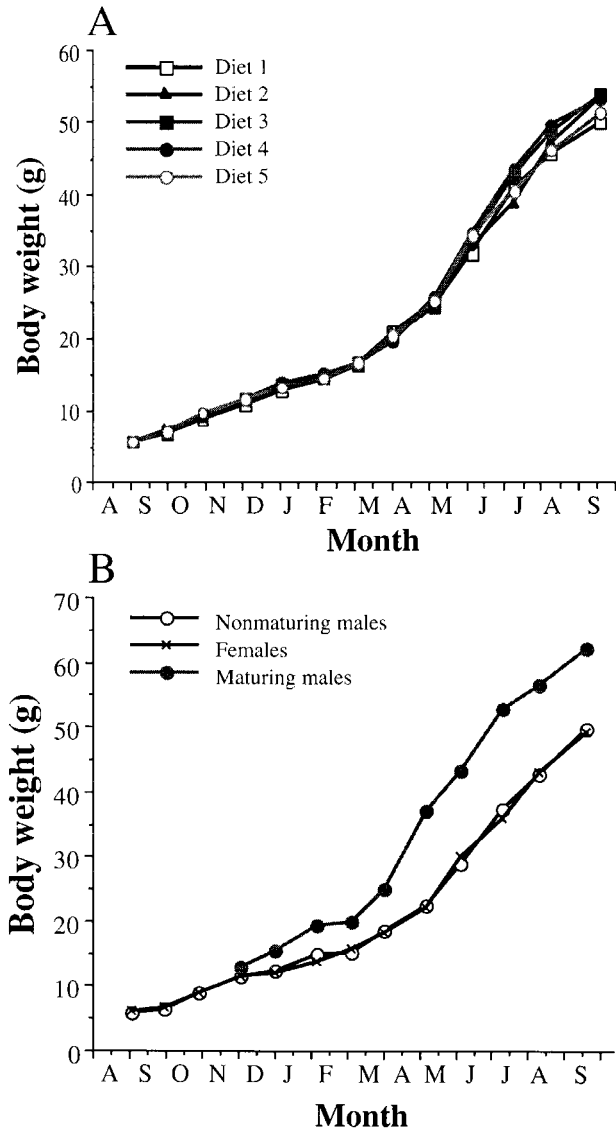 A
60
50
40
30
20
10
0
Body weight (g)
Diet 1
Diet 2
Diet 3
Diet 4
Diet 5
A S O N D J F M A M J J A S
Month
B
70
60
50
40
30
20
10
0
Body weight (g)
Nonmaturing males
Females
Maturing males
A S O N D J F M A M J J A S
Month